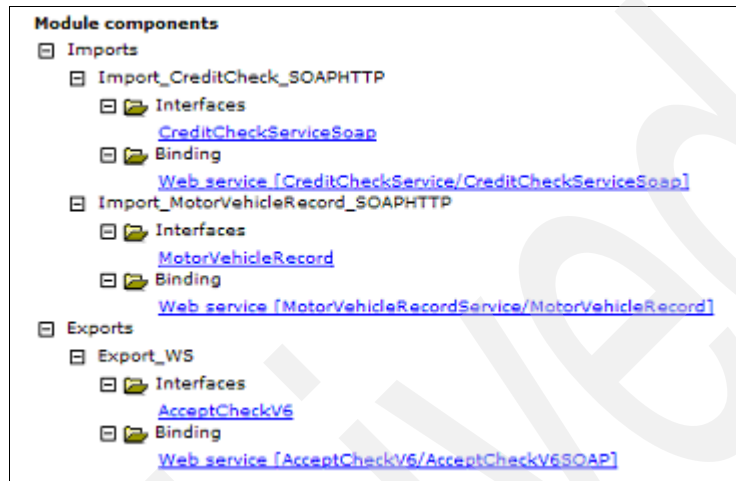 Module components
Imports
Import_CreditCheck_SOAPHTTP
Interfaces
CreditCheckServiceSoap
Binding
Web service [CreditCheckService/CreditCheckServiceSoap]
Import_MotorVehicleRecord_SOAPHTTP
Interfaces
MotorVehicleRecord
Binding
Web service [MotorVehicleRecordService/MotorVehicleRecord]
Exports
Export_WS
Interfaces
AcceptCheckV6
Binding
Web service [AcceptCheckV6/AcceptCheckV6SOAP]